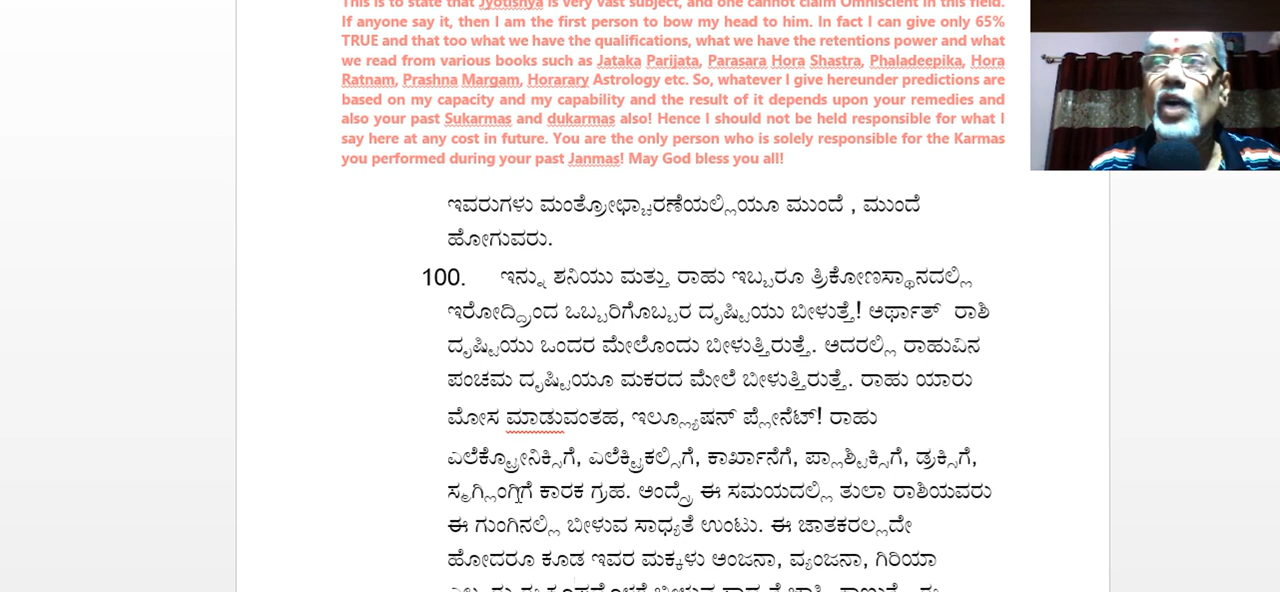 This is to state that Jyotishya is very vast subject, and one cannot claim Omniscient in this field.
If anyone say it, then I am the first person to bow my head to him. In fact I can give only 65%
TRUE and that too what we have the qualifications, what we have the retentions power and what
we read from various books such as Jataka Parijata, Parasara Hora Shastra, Phaladeepika, Hora
Ratnam, Prashna Margam, Horarary Astrology etc. So, whatever I give hereunder predictions are
based on my capacity and my capability and the result of it depends upon your remedies and
also your past Sukarmas and dukarmas also! Hence I should not be held responsible for what I
say here at any cost in future. You are the only person who is solely responsible for the Karmas
you performed during your past Janmas! May God bless you all!
ಇವರುಗಳು ಮಂತ್ರೋಛ್ಚಾರಣೆಯಲ್ಲಿಯೂ ಮುಂದೆ , ಮುಂದೆ
ಹೋಗುವರು.
100. ಇನ್ನು ಶನಿಯು ಮತ್ತು ರಾಹು ಇಬ್ಬರೂ ತ್ರಿಕೋಣಸ್ಥಾನದಲ್ಲಿ
ಇರೋದ್ದ್ರಿಂದ ಒಬ್ಬರಿಗೊಬ್ಬರ ದೃಷ್ಟಿಯು ಬೀಳುತ್ತೆ! ಅರ್ಥಾತ್ ರಾಶಿ
ದೃಷ್ಟಿಯು ಒಂದರ ಮೇಲೊಂದು ಬೀಳುತ್ತಿರುತ್ತೆ. ಅದರಲ್ಲಿ ರಾಹುವಿನ
ಪಂಚಮ ದೃಷ್ಟಿಯೂ ಮಕರದ ಮೇಲೆ ಬೀಳುತ್ತಿರುತ್ತೆ. ರಾಹು ಯಾರು
ಮೋಸ ಮಾಡುವಂತಹ, ಇಲ್ಲ್ಯೂಷನ್ ಪ್ಲೇನೆಟ್! ರಾಹು
ಎಲೆಕ್ಟ್ರೋನಿಕ್ಸಿಗೆ, ಎಲೆಕ್ಟ್ರಿಕಲ್ಸಿಗೆ, ಕಾರ್ಖಾನೆಗೆ, ಪ್ಲಾಶ್ಟಿಕ್ಸಿಗೆ, ಡ್ರಕ್ಸಿಗೆ,
ಸ್ಮಗ್ಲಿಂಗ್ಗಿಗೆ ಕಾರಕ ಗ್ರಹ. ಅಂದ್ರೆ ಈ ಸಮಯದಲ್ಲಿ ತುಲಾ ರಾಶಿಯವರು
ಈ ಗುಂಗಿನಲ್ಲಿ ಬೀಳುವ ಸಾಧ್ಯತೆ ಉಂಟು. ಈ ಜಾತಕರಲ್ಲದೇ
ಹೋದರೂ ಕೂಡ ಇವರ ಮಕ್ಕಳು ಅಂಜನಾ, ವ್ಯಂಜನಾ, ಗಿರಿಯಾ